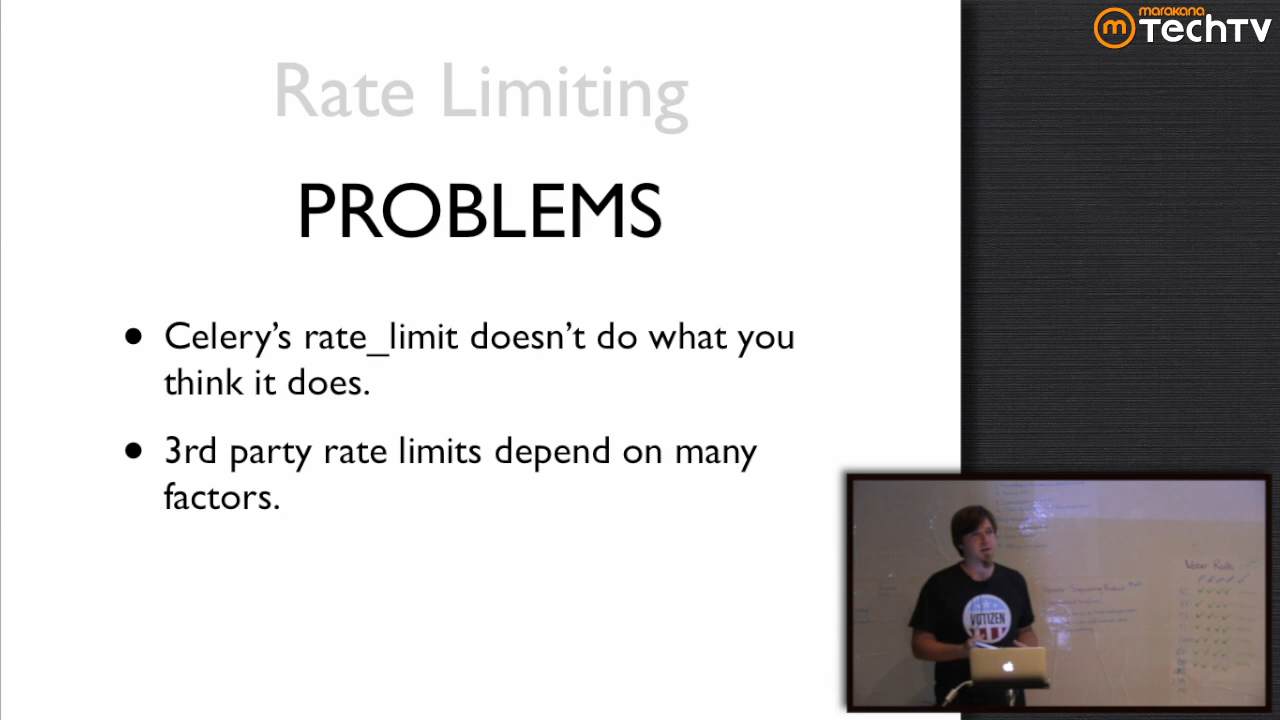 marakana
TechTV
Rate Limiting
PROBLEMS
• Celery's rate_limit doesn't do what you
think it does.
• 3rd party rate limits depend on many
factors.
VOTIZEN